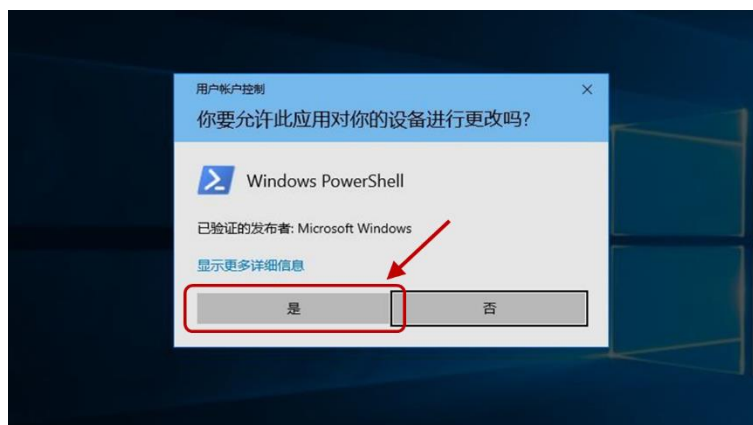 用户帐户控制
你要允许此应用对你的设备进行更改吗?
Windows PowerShell
已验证的发布者: Microsoft Windows
显示更多详细信息
是
否